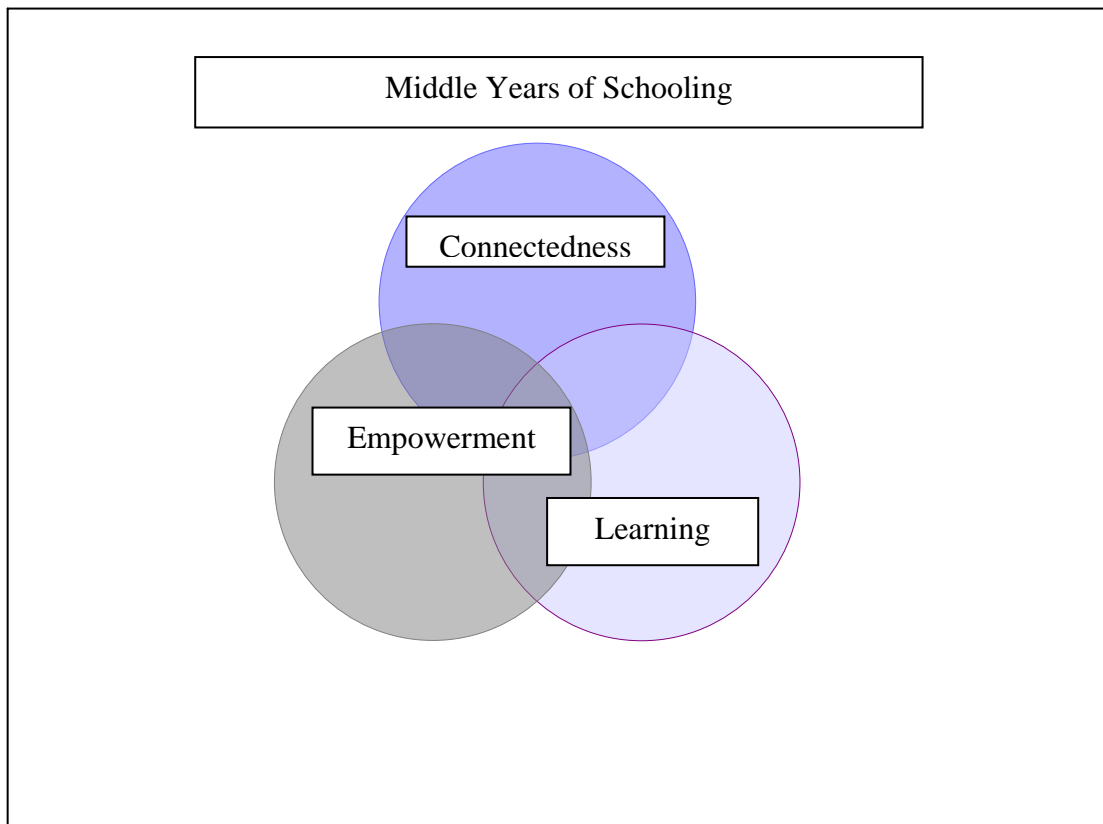 Middle Years of Schooling
Connectedness
Empowerment
Learning